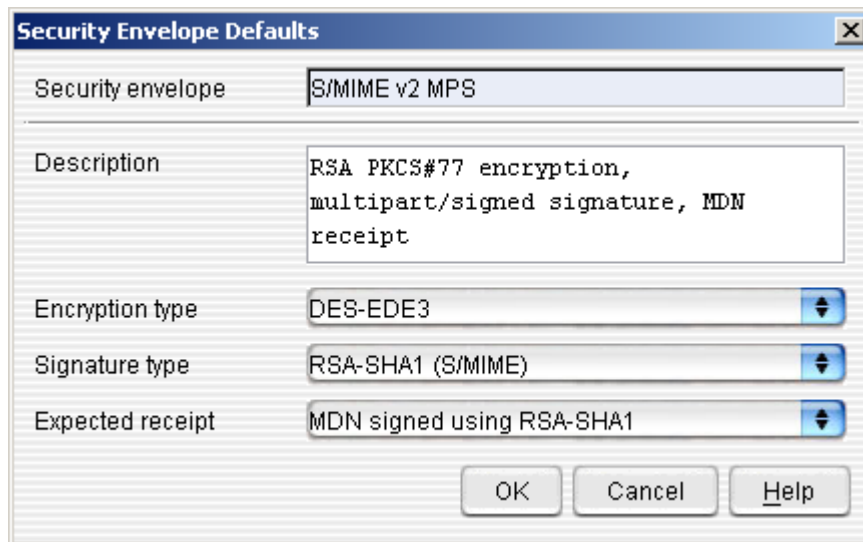 Security Envelope Defaults
Security envelope S/MIME v2 MPS
Description RSA PKCS#77 encryption,
multipart/signed signature, MDN
receipt
Encryption type DES-EDE3
Signature type RSA-SHA1 (S/MIME)
Expected receipt MDN signed using RSA-SHA1
OK Cancel Help